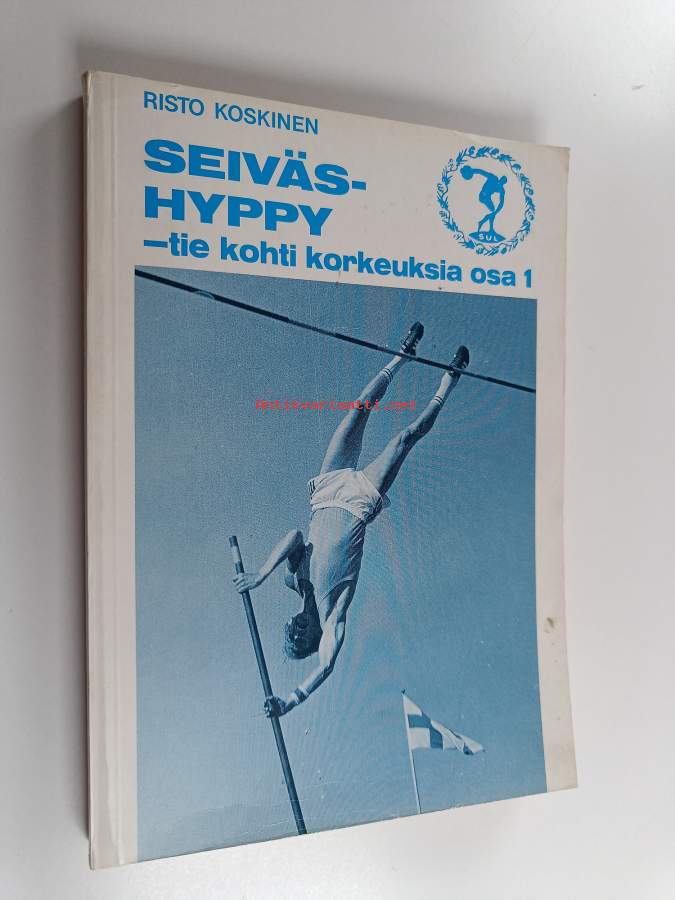 RISTO KOSKINEN
SEIVÄS-
HYPPY
–tie kohti korkeuksia osa 1
SUL
Antikvariaatti.net